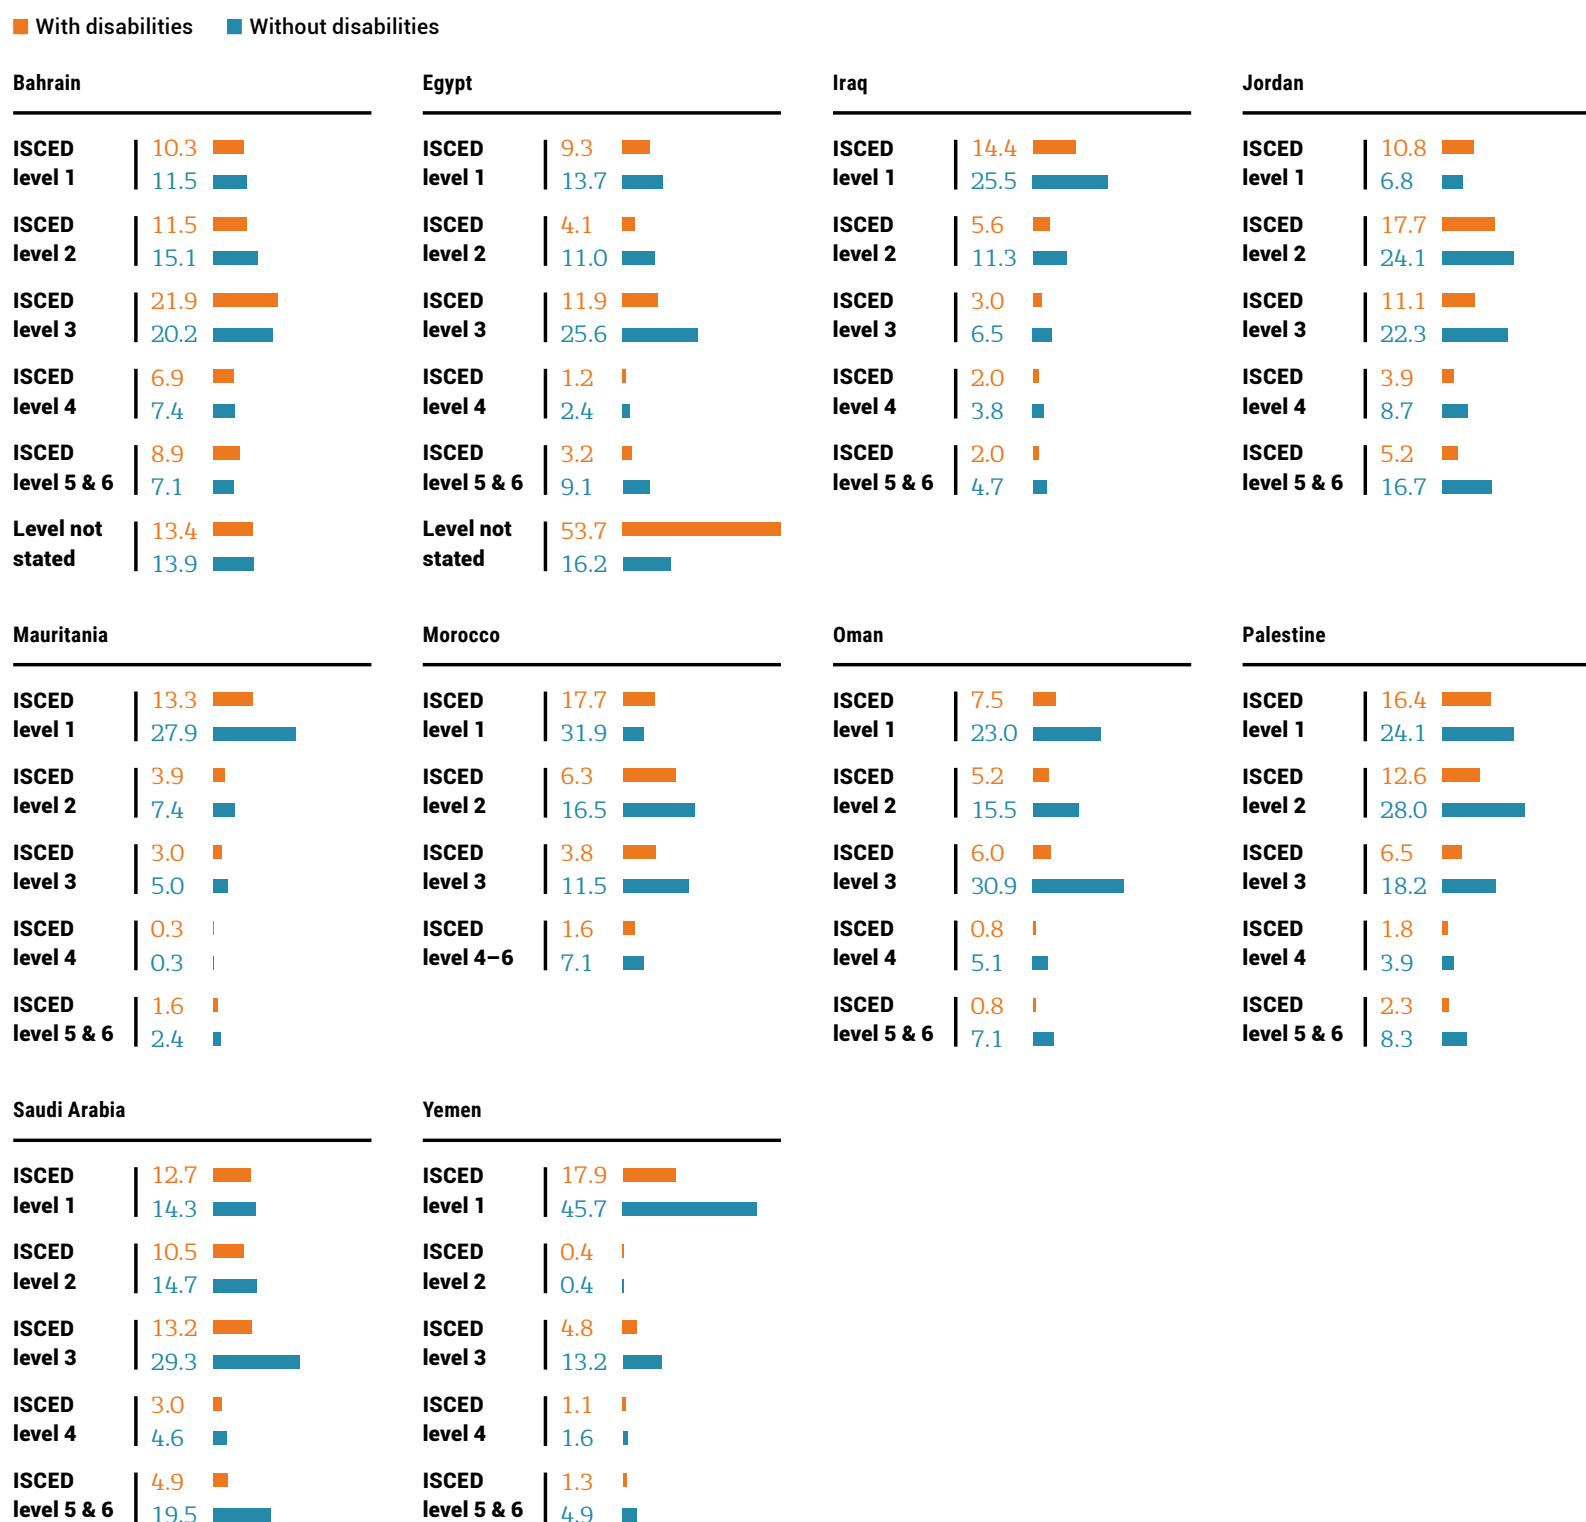 With disabilities Without disabilities
Bahrain
ISCED 10.3
level 1 11.5
ISCED 11.5
level 2 15.1
ISCED 21.9
level 3 20.2
ISCED 6.9
level 4 7.4
ISCED 8.9
level 5 & 6 7.1
Level not 13.4
stated 13.9
Egypt
ISCED 9.3
level 1 13.7
ISCED 4.1
level 2 11.0
ISCED 11.9
level 3 25.6
ISCED 1.2
level 4 2.4
ISCED 3.2
level 5 & 6 9.1
Level not 53.7
stated 16.2
Iraq
ISCED 14.4
level 1 25.5
ISCED 5.6
level 2 11.3
ISCED 3.0
level 3 6.5
ISCED 2.0
level 4 3.8
ISCED 2.0
level 5 & 6 4.7
Jordan
ISCED 10.8
level 1 6.8
ISCED 17.7
level 2 24.1
ISCED 11.1
level 3 22.3
ISCED 3.9
level 4 8.7
ISCED 5.2
level 5 & 6 16.7
Mauritania
ISCED 13.3
level 1 27.9
ISCED 3.9
level 2 7.4
ISCED 3.0
level 3 5.0
ISCED 0.3
level 4 0.3
ISCED 1.6
level 5 & 6 2.4
Morocco
ISCED 17.7
level 1 31.9
ISCED 6.3
level 2 16.5
ISCED 3.8
level 3 11.5
ISCED 1.6
level 4–6 7.1
Oman
ISCED 7.5
level 1 23.0
ISCED 5.2
level 2 15.5
ISCED 6.0
level 3 30.9
ISCED 0.8
level 4 5.1
ISCED 0.8
level 5 & 6 7.1
Palestine
ISCED 16.4
level 1 24.1
ISCED 12.6
level 2 28.0
ISCED 6.5
level 3 18.2
ISCED 1.8
level 4 3.9
ISCED 2.3
level 5 & 6 8.3
Saudi Arabia
ISCED 12.7
level 1 14.3
ISCED 10.5
level 2 14.7
ISCED 13.2
level 3 29.3
ISCED 3.0
level 4 4.6
ISCED 4.9
level 5 & 6 19.5
Yemen
ISCED 17.9
level 1 45.7
ISCED 0.4
level 2 0.4
ISCED 4.8
level 3 13.2
ISCED 1.1
level 4 1.6
ISCED 1.3
level 5 & 6 4.9